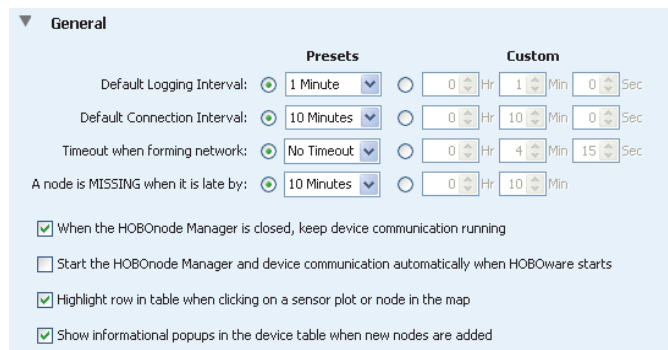 General
Presets Custom
Default Logging Interval: 1 Minute 0 Hr 1 Min 0 Sec
Default Connection Interval: 10 Minutes 0 Hr 10 Min 0 Sec
Timeout when forming network: No Timeout 0 Hr 4 Min 15 Sec
A node is MISSING when it is late by: 10 Minutes 0 Hr 10 Min
When the HOBOnode Manager is closed, keep device communication running
Start the HOBOnode Manager and device communication automatically when HOBOware starts
Highlight row in table when clicking on a sensor plot or node in the map
Show informational popups in the device table when new nodes are added